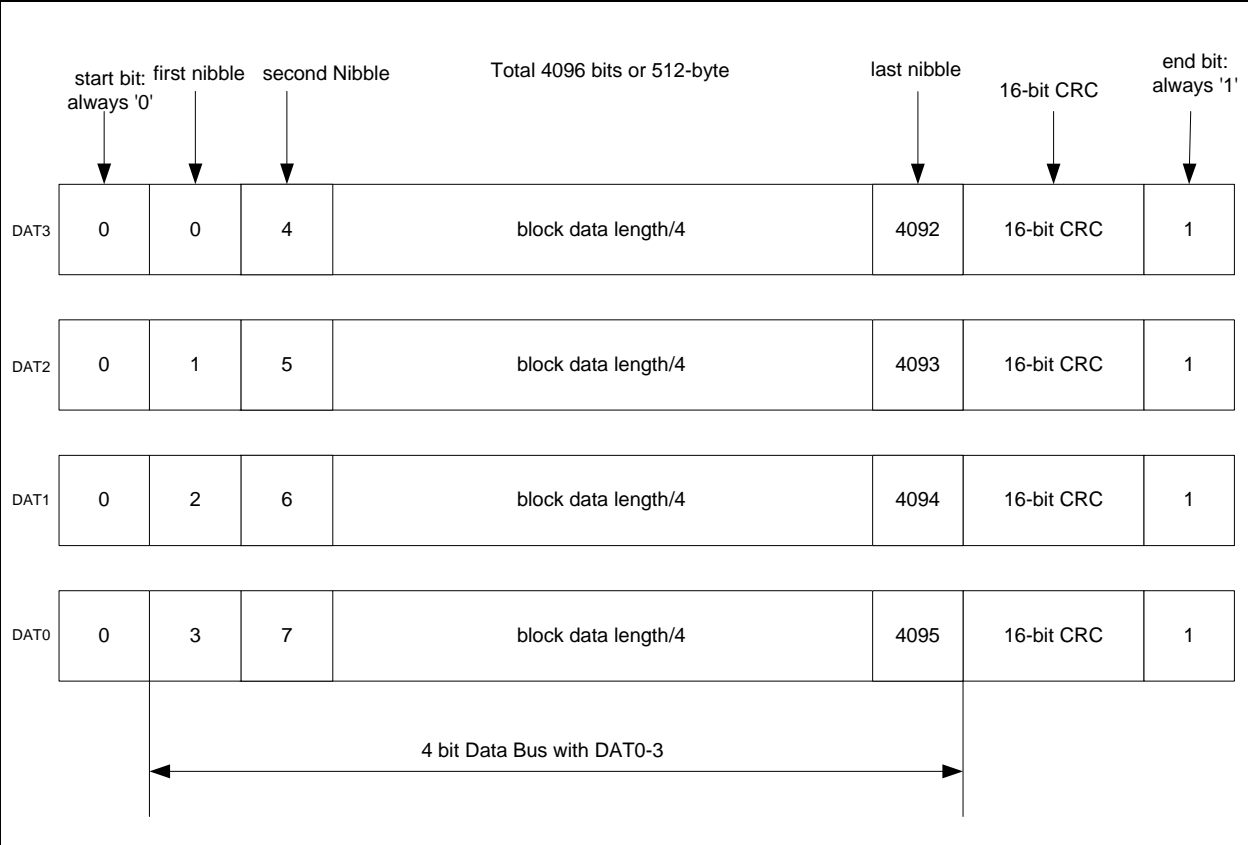 start bit:
always '0'
first nibble
second Nibble
Total 4096 bits or 512-byte
last nibble
16-bit CRC
end bit:
always '1'
DAT3 0 0 4 block data length/4 4092 16-bit CRC 1
DAT2 0 1 5 block data length/4 4093 16-bit CRC 1
DAT1 0 2 6 block data length/4 4094 16-bit CRC 1
DAT0 0 3 7 block data length/4 4095 16-bit CRC 1
4 bit Data Bus with DAT0-3